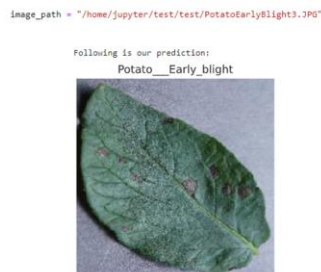 image_path = "/home/jupyter/test/test/PotatoEarlyBlight3.JPG"
Following is our prediction:
Potato___Early_blight